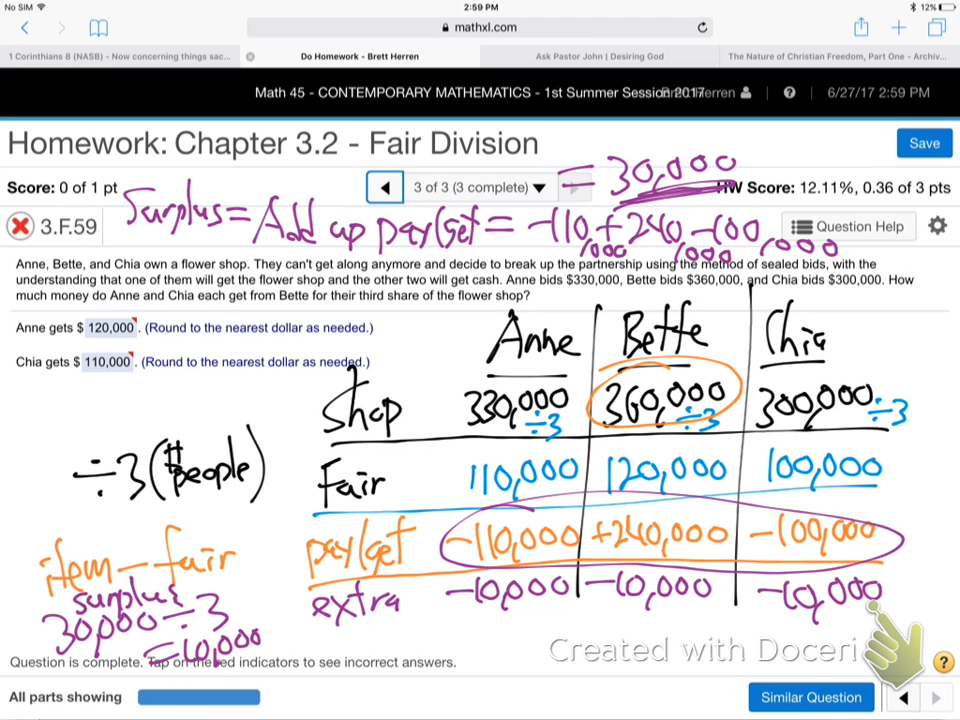 No SIM 2:59 PM 12%
mathxl.com
1 Corinthians 8 (NASB) - Now concerning things sac... Do Homework - Brett Herren Ask Pastor John | Desiring God The Nature of Christian Freedom, Part One - Archiv...
Math 45 - CONTEMPORARY MATHEMATICS - 1st Summer Session 2017 Herren ? 6/27/17 2:59 PM
Homework: Chapter 3.2 - Fair Division Save
= 30,000
Score: 0 of 1 pt 3 of 3 (3 complete) HW Score: 12.11%, 0.36 of 3 pts
Surplus = Add up pay/get = -110,000 + 240,000 - 100,000
3.F.59 Question Help
Anne, Bette, and Chia own a flower shop. They can't get along anymore and decide to break up the partnership using the method of sealed bids, with the
understanding that one of them will get the flower shop and the other two will get cash. Anne bids $330,000, Bette bids $360,000, and Chia bids $300,000. How
much money do Anne and Chia each get from Bette for their third share of the flower shop?
Anne gets $ 120,000. (Round to the nearest dollar as needed.)
Chia gets $ 110,000. (Round to the nearest dollar as needed.)
Anne Bette Chia
Shop 330,000 ÷3 360,000 ÷3 300,000 ÷3
÷3 (# people)
Fair 110,000 120,000 100,000
pay/get -110,000 +240,000 -100,000
item - fair
extra -10,000 -10,000 -10,000
surplus
30,000 ÷ 3
= 10,000
Created with Doceri
Question is complete. Tap on the red indicators to see incorrect answers. ?
All parts showing Similar Question